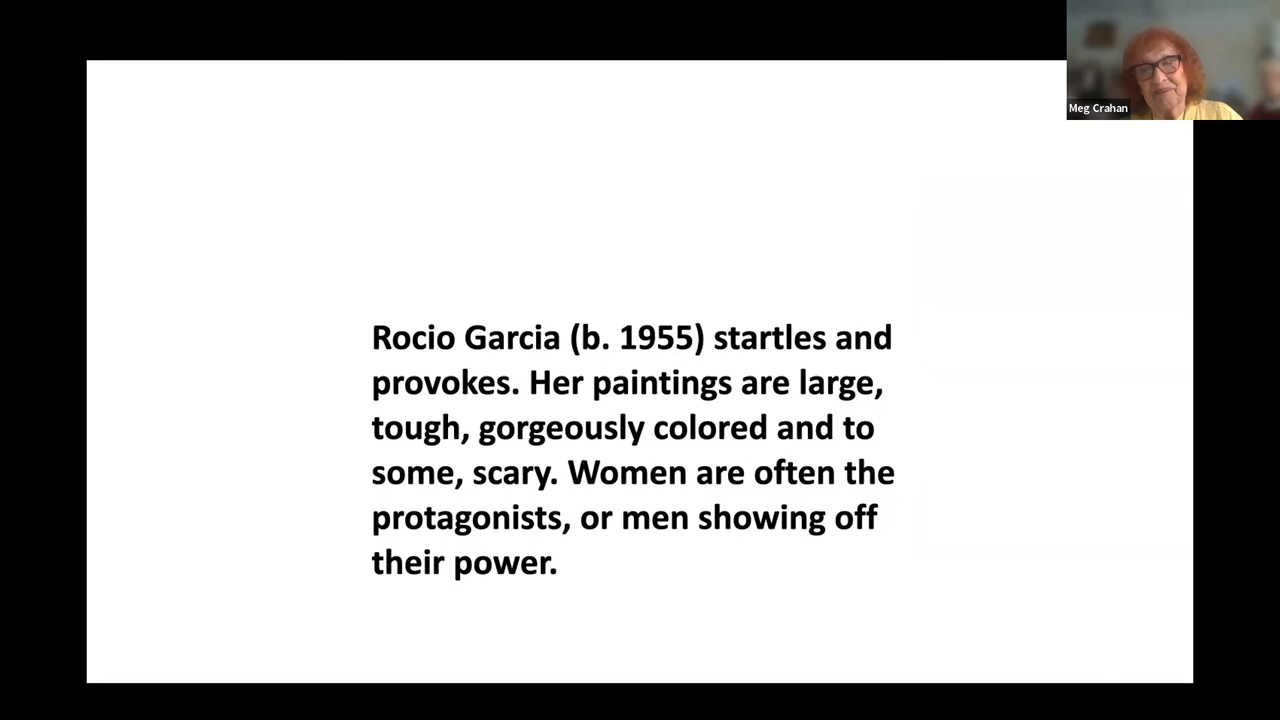 Meg Crahan
Rocio Garcia (b. 1955) startles and
provokes. Her paintings are large,
tough, gorgeously colored and to
some, scary. Women are often the
protagonists, or men showing off
their power.